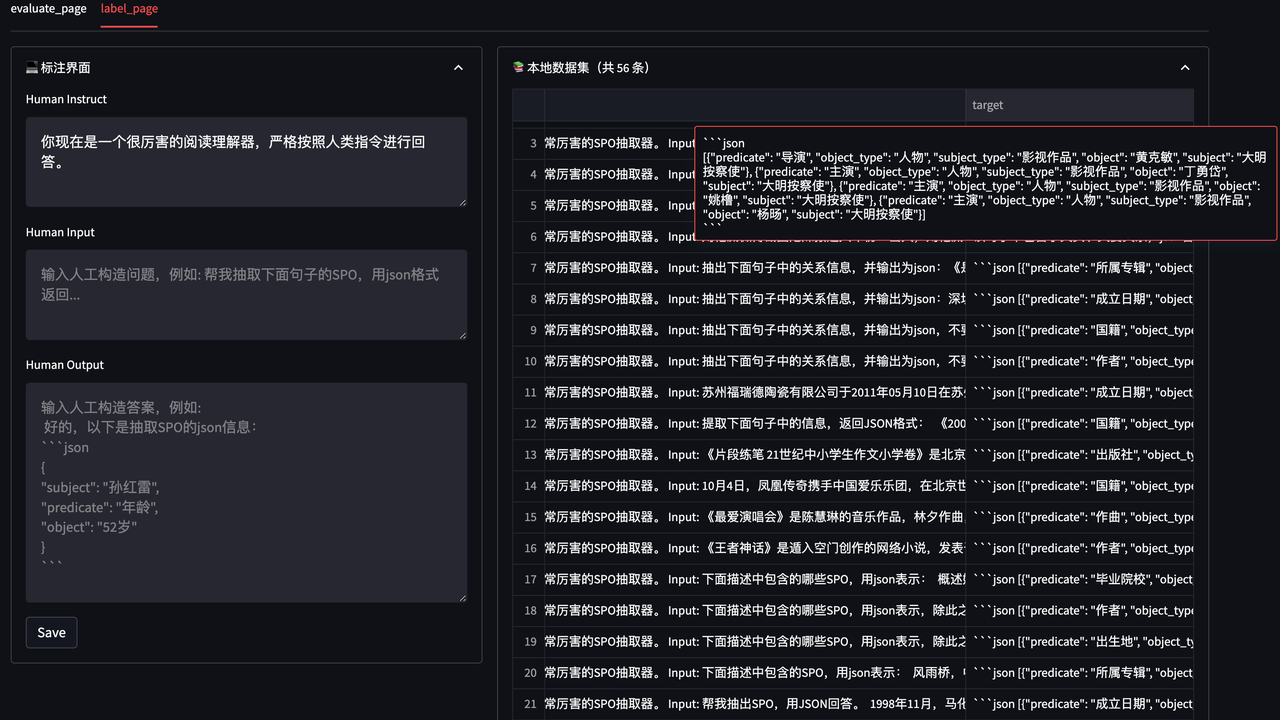 evaluate_page label_page
标注界面
Human Instruct
你现在是一个很厉害的阅读理解器，严格按照人类指令进行回
答。
Human Input
输入人工构造问题，例如: 帮我抽取下面句子的SPO，用json格式
返回...
Human Output
输入人工构造答案，例如:
好的，以下是抽取SPO的json信息：
```json
{
"subject": "孙红雷",
"predicate": "年龄",
"object": "52岁"
}
```
Save
本地数据集（共 56 条）
target
3 常厉害的SPO抽取器。 Input
4 常厉害的SPO抽取器。 Input
5 常厉害的SPO抽取器。 Input
6 常厉害的SPO抽取器。
```json
[{"predicate": "导演", "object_type": "人物", "subject_type": "影视作品", "object": "黄克敏", "subject": "大明
按察使"}, {"predicate": "主演", "object_type": "人物", "subject_type": "影视作品", "object": "丁勇岱",
"subject": "大明按察使"}, {"predicate": "主演", "object_type": "人物", "subject_type": "影视作品", "object":
"姚橹", "subject": "大明按察使"}, {"predicate": "主演", "object_type": "人物", "subject_type": "影视作品",
"object": "杨旸", "subject": "大明按察使"}]
```
7 常厉害的SPO抽取器。 Input: 抽出下面句子中的关系信息，并输出为json： ```json [{"predicate": "所属专辑", "object
8 常厉害的SPO抽取器。 Input: 抽出下面句子中的关系信息，并输出为json：深圳 ```json [{"predicate": "成立日期", "object
9 常厉害的SPO抽取器。 Input: 抽出下面句子中的关系信息，并输出为json，不要 ```json [{"predicate": "国籍", "object_type
10 常厉害的SPO抽取器。 Input: 抽出下面句子中的关系信息，并输出为json，不要 ```json [{"predicate": "作者", "object_type
11 常厉害的SPO抽取器。 Input: 苏州福瑞德陶瓷有限公司于2011年05月10日在苏州 ```json [{"predicate": "成立日期", "object
12 常厉害的SPO抽取器。 Input: 提取下面句子中的信息，返回JSON格式： 《200 ```json [{"predicate": "国籍", "object_type
13 常厉害的SPO抽取器。 Input: 《片段练笔 21世纪中小学生作文小学卷》是北京 ```json [{"predicate": "出版社", "object_ty
14 常厉害的SPO抽取器。 Input: 10月4日，凤凰传奇携手中国爱乐乐团，在北京世 ```json [{"predicate": "国籍", "object_type
15 常厉害的SPO抽取器。 Input: 《最爱演唱会》是陈慧琳的音乐作品，林夕作曲 ```json [{"predicate": "作曲", "object_type
16 常厉害的SPO抽取器。 Input: 《王者神话》是遁入空门创作的网络小说，发表 ```json [{"predicate": "作者", "object_type
17 常厉害的SPO抽取器。 Input: 下面描述中包含的哪些SPO，用json表示： 概述 ```json [{"predicate": "毕业院校", "object
18 常厉害的SPO抽取器。 Input: 下面描述中包含的哪些SPO，用json表示，除此之 ```json [{"predicate": "作者", "object_type
19 常厉害的SPO抽取器。 Input: 下面描述中包含的哪些SPO，用json表示，除此之 ```json [{"predicate": "出生地", "object_ty
20 常厉害的SPO抽取器。 Input: 下面描述中包含的SPO，用json表示： 风雨桥， ```json [{"predicate": "所属专辑", "object
21 常厉害的SPO抽取器。 Input: 帮我抽出SPO，用JSON回答。 1998年11月，马化 ```json [{"predicate": "成立日期", "object